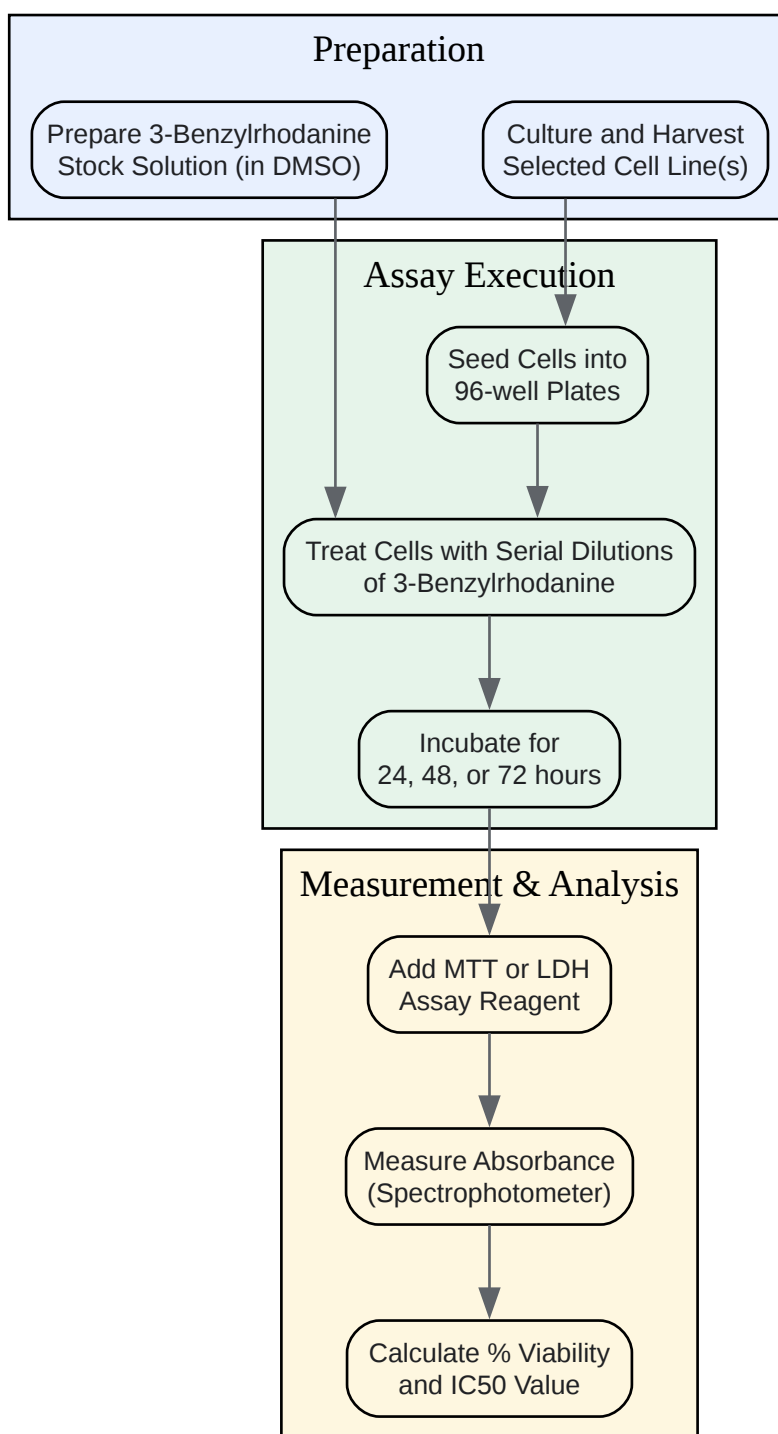 Preparation
Prepare 3-Benzylrhodanine
Stock Solution (in DMSO)
Culture and Harvest
Selected Cell Line(s)
Assay Execution
Seed Cells into
96-well Plates
Treat Cells with Serial Dilutions
of 3-Benzylrhodanine
Incubate for
24, 48, or 72 hours
Measurement & Analysis
Add MTT or LDH
Assay Reagent
Measure Absorbance
(Spectrophotometer)
Calculate % Viability
and IC50 Value